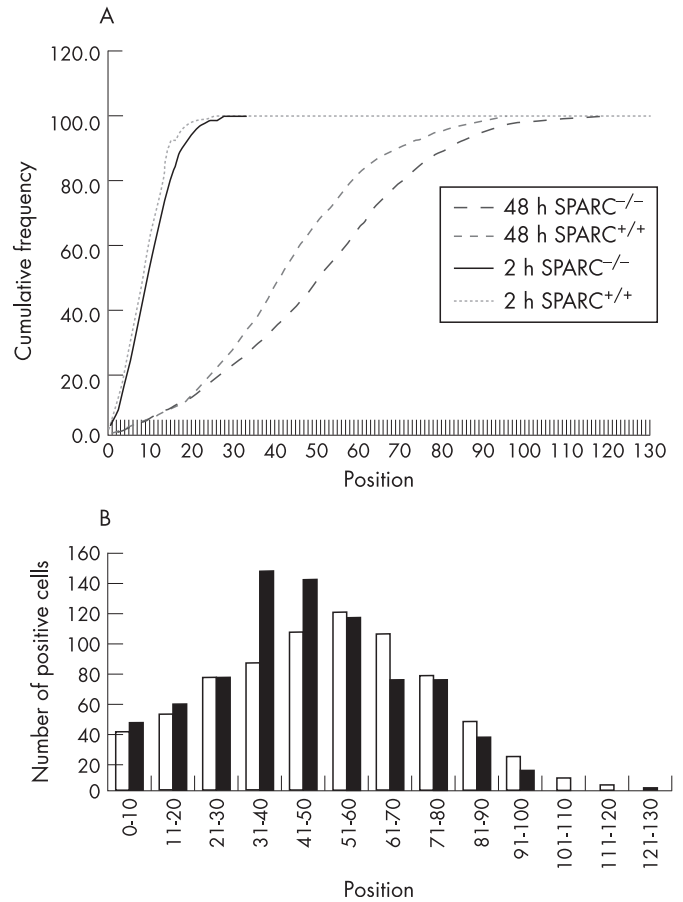 A
Cumulative frequency
120.0
100.0
80.0
60.0
40.0
20.0
0.0
48 h SPARC−/−
48 h SPARC+/+
2 h SPARC−/−
2 h SPARC+/+
0 10 20 30 40 50 60 70 80 90 100 110 120 130
Position
B
Number of positive cells
160
140
120
100
80
60
40
20
0
0-10 11-20 21-30 31-40 41-50 51-60 61-70 71-80 81-90 91-100 101-110 111-120 121-130
Position